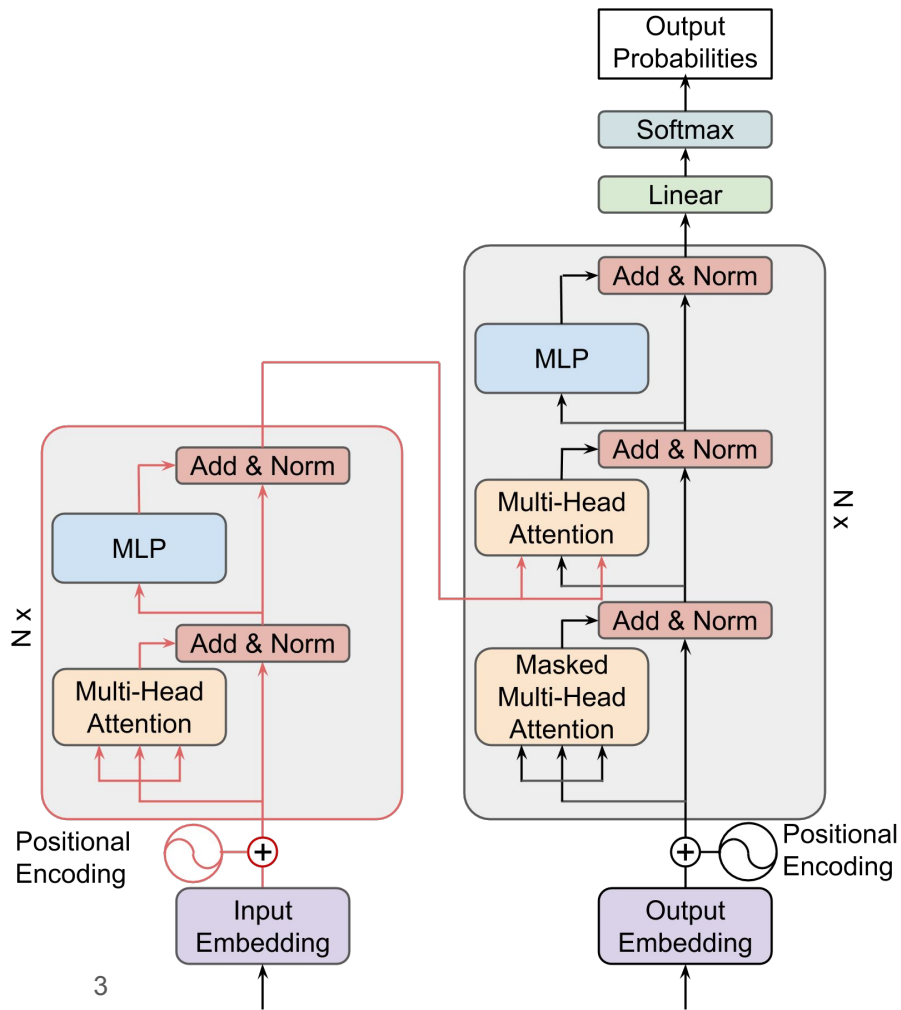 Output
Probabilities
Softmax
Linear
Add & Norm
MLP
Add & Norm
Multi-Head
Attention
N x
Add & Norm
Masked
Multi-Head
Attention
Positional
Encoding
+
Output
Embedding
Add & Norm
MLP
N x
Add & Norm
Multi-Head
Attention
Positional
Encoding
+
Input
Embedding
3